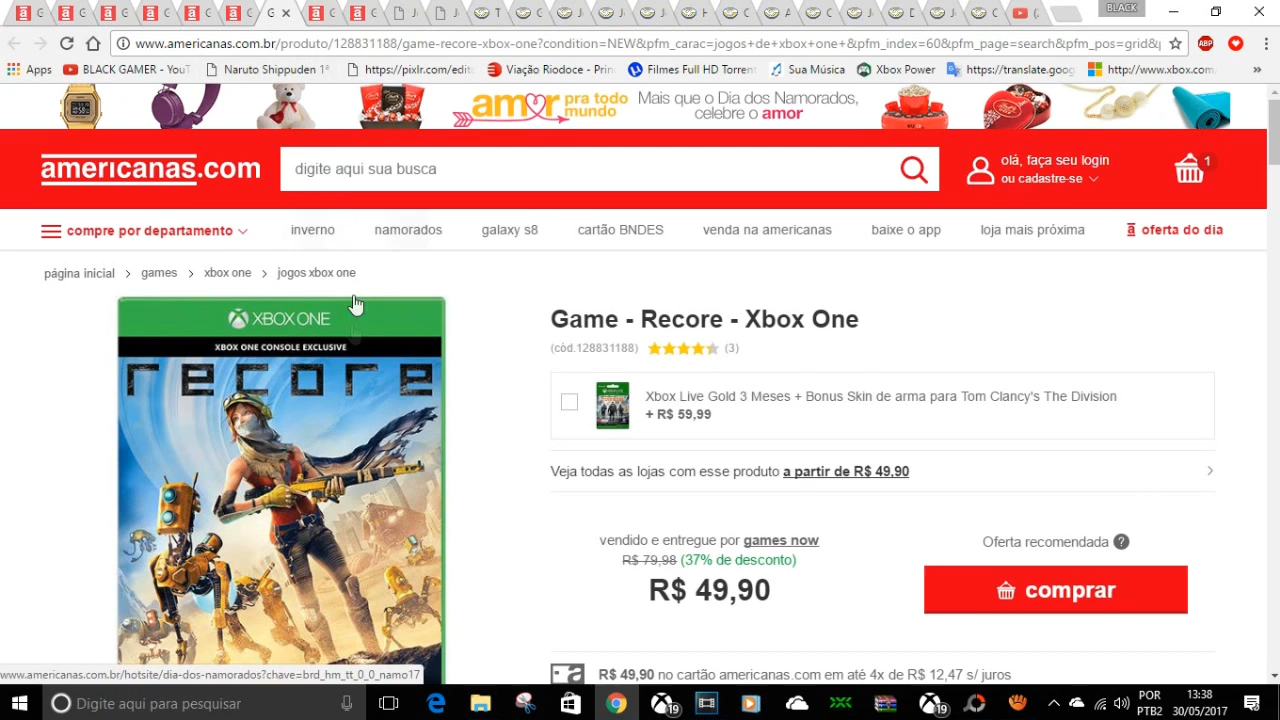 BLACK
www.americanas.com.br/produto/128831188/game-recore-xbox-one?condition=NEW&pfm_carac=jogos+de+xbox+one+&pfm_index=60&pfm_page=search&pfm_pos=grid&
ABP
Apps BLACK GAMER - YouT Naruto Shippuden 1ª https://pixlr.com/edit Viação Riodoce - Prin Filmes Full HD Torrent Sua Música Xbox Power https://translate.goog http://www.xbox.com
amor pra todo mundo
Mais que o Dia dos Namorados,
celebre o amor
americanas.com
digite aqui sua busca
olá, faça seu login
ou cadastre-se
1
compre por departamento inverno namorados galaxy s8 cartão BNDES venda na americanas baixe o app loja mais próxima oferta do dia
página inicial > games > xbox one > jogos xbox one
XBOX ONE
XBOX ONE CONSOLE EXCLUSIVE
recore
Game - Recore - Xbox One
(cód.128831188) (3)
Xbox Live Gold 3 Meses + Bonus Skin de arma para Tom Clancy's The Division
+ R$ 59,99
Veja todas as lojas com esse produto a partir de R$ 49,90
vendido e entregue por games now
R$ 79,98 (37% de desconto)
R$ 49,90
Oferta recomendada ?
comprar
R$ 49,90 no cartão americanas.com em até 4x de R$ 12,47 s/ juros
www.americanas.com.br/hotsite/dia-dos-namorados?chave=brd_hm_tt_0_0_namo17
Digite aqui para pesquisar
19
19
POR
PTB2
13:38
30/05/2017